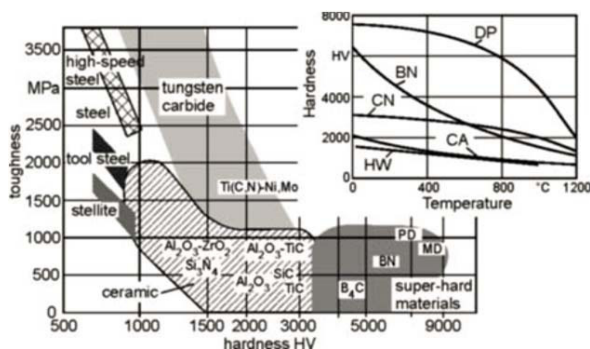 toughness
3500
MPa
3000
2500
2000
1500
1000
500
0
high-speed
steel
steel
tool steel
stellite
ceramic
tungsten
carbide
Ti(C,N)-Ni,Mo
Al₂O₃-ZrO₂
Al₂O₃-TiC
Si₃N₄
SiC
Al₂O₃
TiC
PD
MD
BN
B₄C
super-hard
materials
500
1000
1500
2000
3000
5000
9000
hardness HV
Hardness
8000
HV
4000
2000
0
DP
BN
CN
CA
HW
0
400
800
°C
1200
Temperature